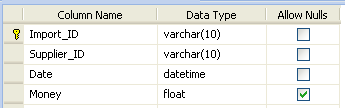 Column Name Data Type Allow Nulls
Import_ID varchar(10)
Supplier_ID varchar(10)
Date datetime
Money float